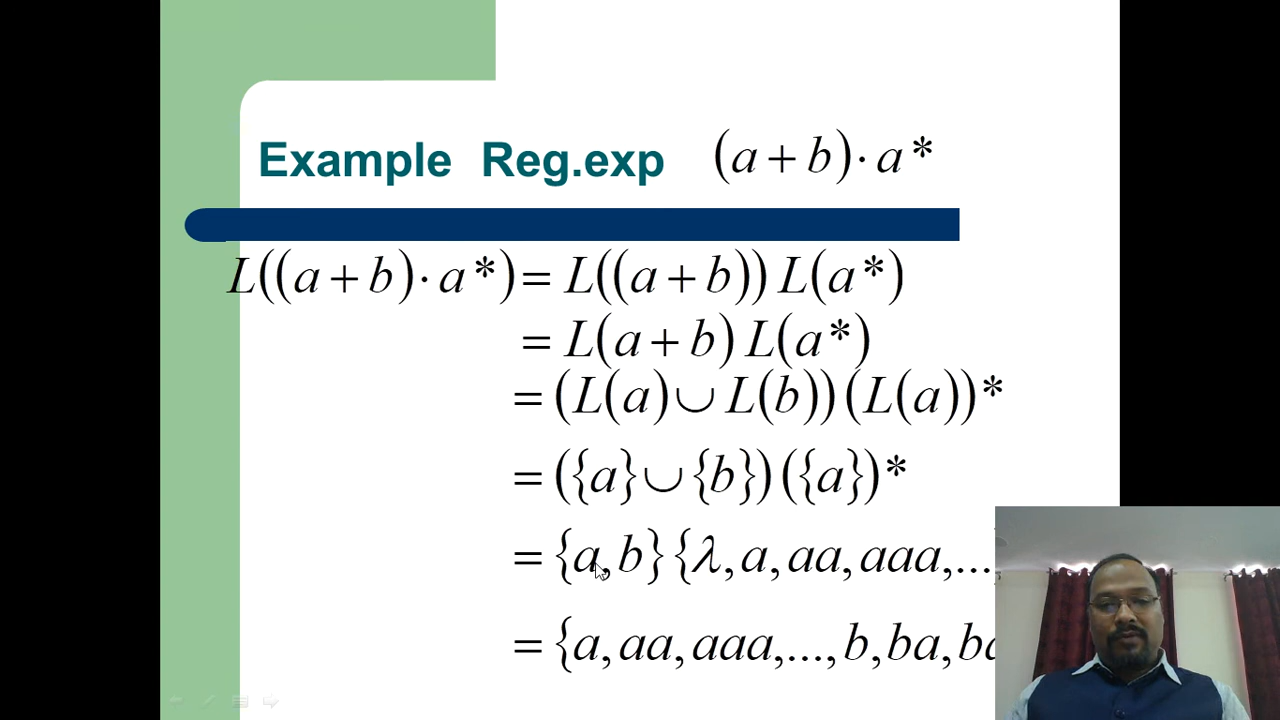 Example Reg.exp (a + b) · a *
L((a + b) · a *) = L((a + b)) L(a *)
= L(a + b) L(a *)
= (L(a) ∪ L(b)) (L(a)) *
= ({a} ∪ {b}) ({a}) *
= {a, b} {λ, a, aa, aaa, ...
= {a, aa, aaa, ..., b, ba,